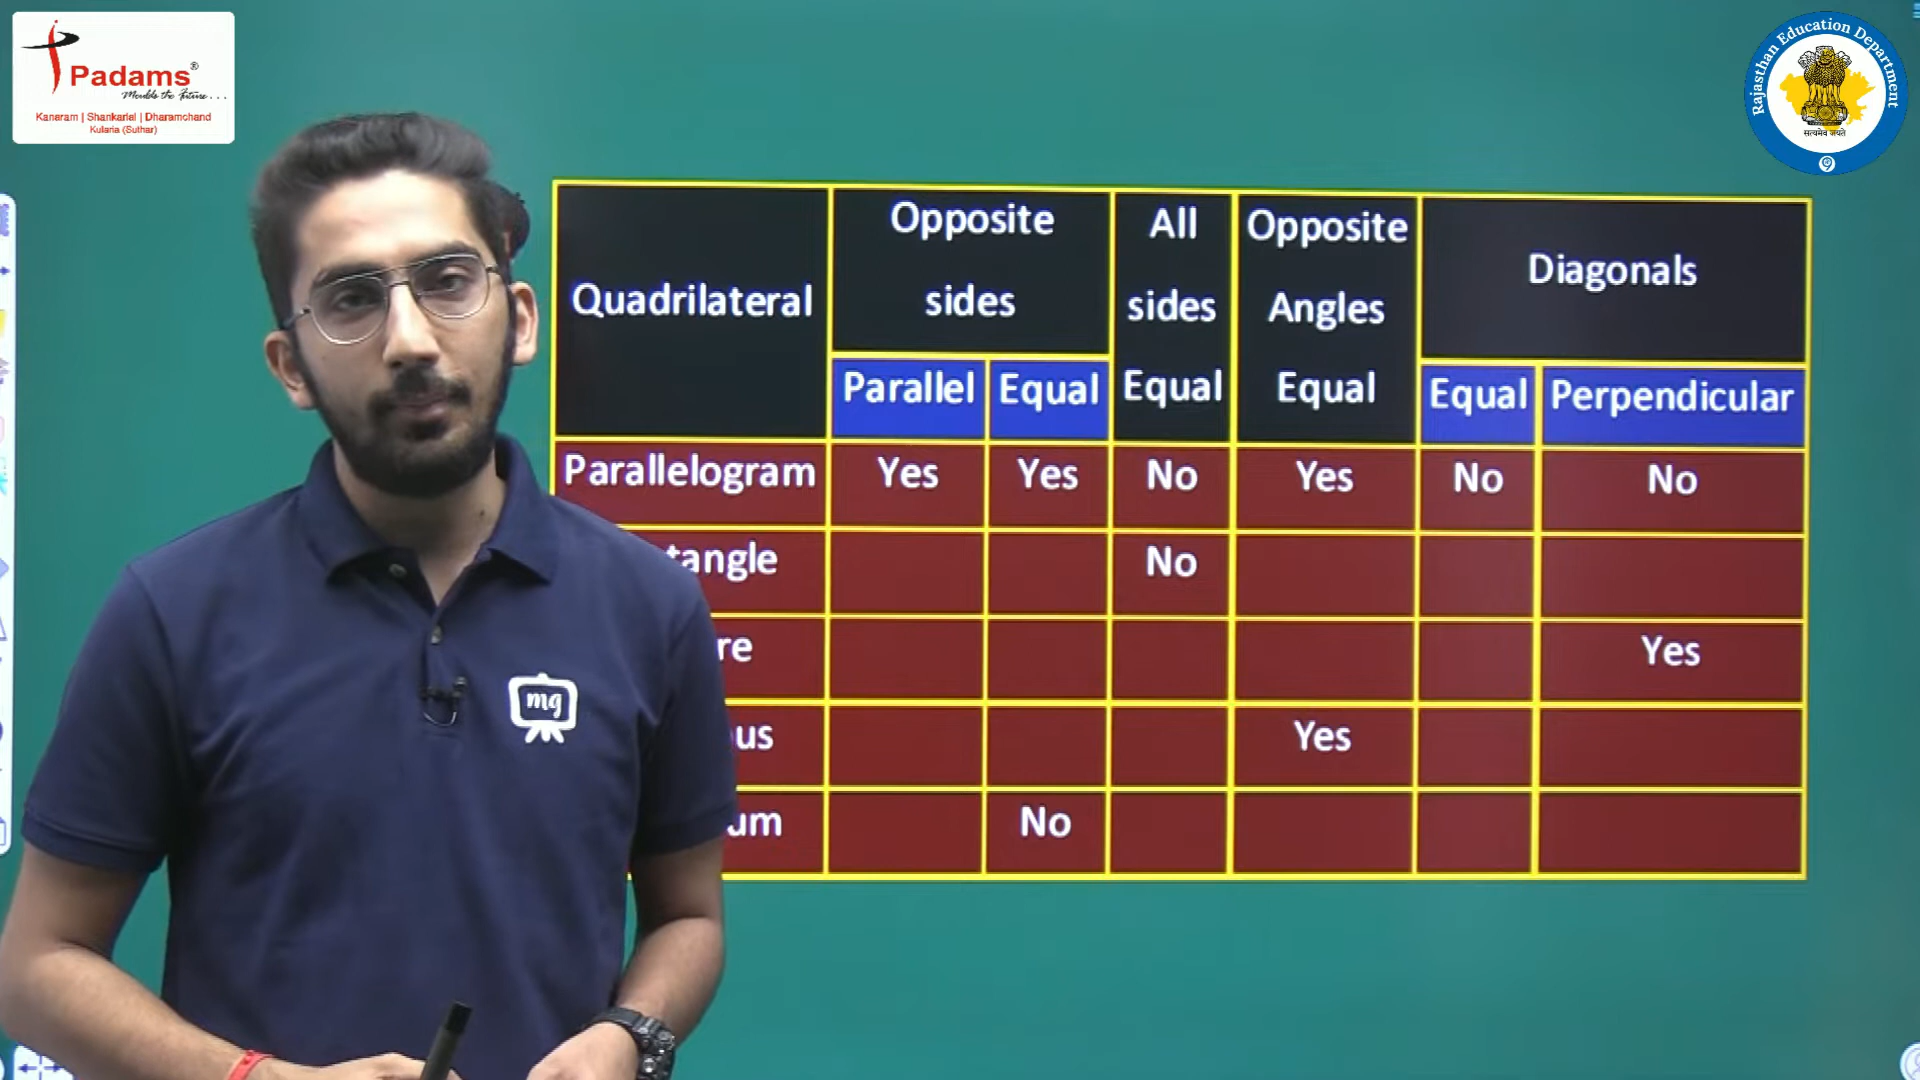 Padams®
Moulds the Future...
Kanaram | Shankarlal | Dharamchand
Kularia (Suthar)
Rajasthan Education Department
सत्यमेव जयते
Quadrilateral
Opposite
sides
Parallel Equal
All
sides
Equal
Opposite
Angles
Equal
Diagonals
Equal Perpendicular
Parallelogram Yes Yes No Yes No No
tangle No
re Yes
us Yes
um No
mg